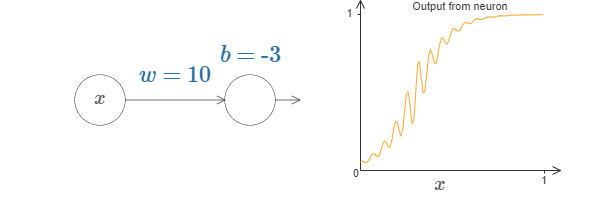 Output from neuron
1
b = -3
w = 10
x
0
x
1